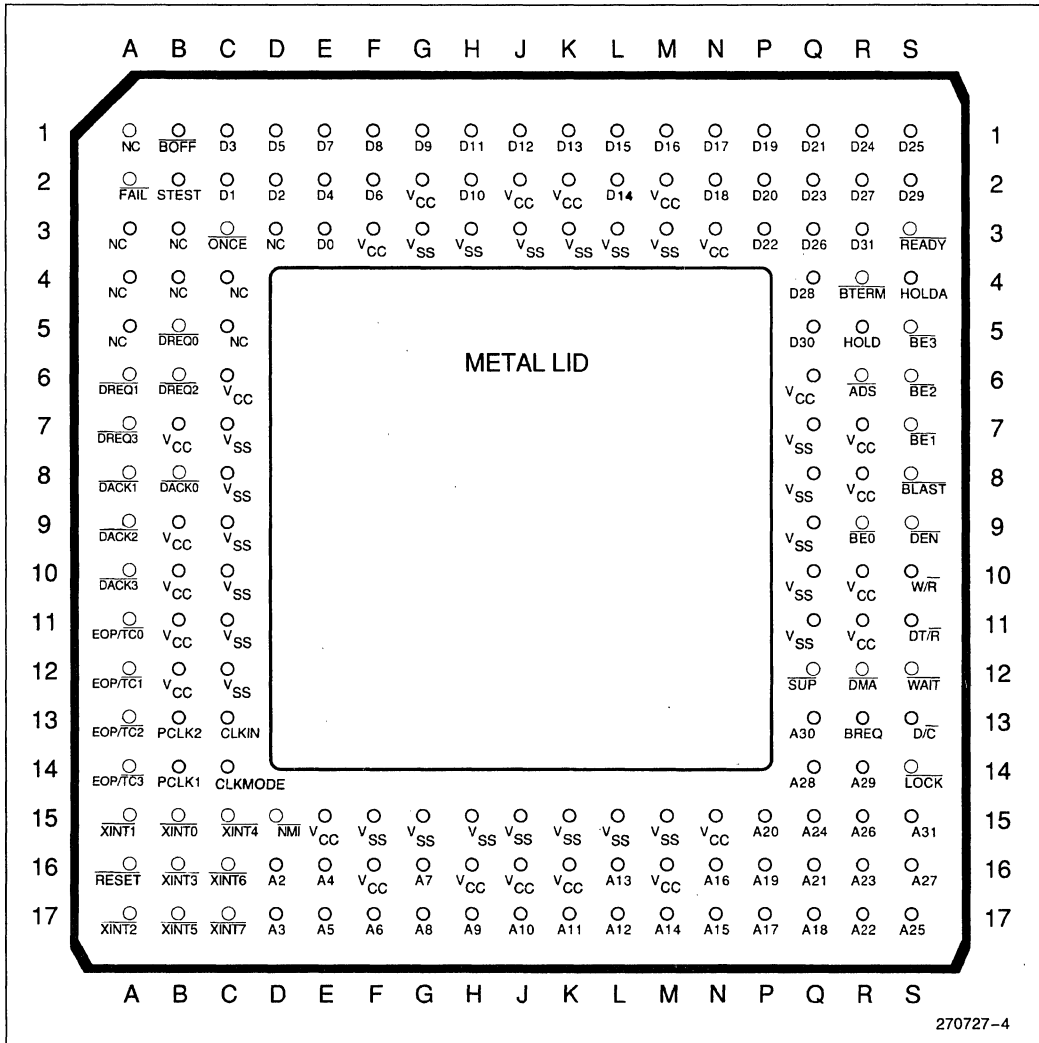 A B C D E F G H J K L M N P Q R S
1 NC BOFF D3 D5 D7 D8 D9 D11 D12 D13 D15 D16 D17 D19 D21 D24 D25 1
2 FAIL STEST D1 D2 D4 D6 VCC D10 VCC VCC D14 VCC D18 D20 D23 D27 D29 2
3 NC NC ONCE NC D0 VCC VSS VSS VSS VSS VSS VSS VCC D22 D26 D31 READY 3
4 NC NC NC D28 BTERM HOLDA 4
5 NC DREQ0 NC D30 HOLD BE3 5
METAL LID
6 DREQ1 DREQ2 VCC VCC ADS BE2 6
7 DREQ3 VCC VSS VSS VCC BE1 7
8 DACK1 DACK0 VSS VSS VCC BLAST 8
9 DACK2 VCC VSS VSS BE0 DEN 9
10 DACK3 VCC VSS VSS VCC W/R 10
11 EOP/TC0 VCC VSS VSS VCC DT/R 11
12 EOP/TC1 VCC VSS SUP DMA WAIT 12
13 EOP/TC2 PCLK2 CLKIN A30 BREQ D/C 13
14 EOP/TC3 PCLK1 CLKMODE A28 A29 LOCK 14
15 XINT1 XINT0 XINT4 NMI VCC VSS VSS VSS VSS VSS VSS VSS VCC A20 A24 A26 A31 15
16 RESET XINT3 XINT6 A2 A4 VCC A7 VCC VCC VCC A13 VCC A16 A19 A21 A23 A27 16
17 XINT2 XINT5 XINT7 A3 A5 A6 A8 A9 A10 A11 A12 A14 A15 A17 A18 A22 A25 17
A B C D E F G H J K L M N P Q R S
270727-4